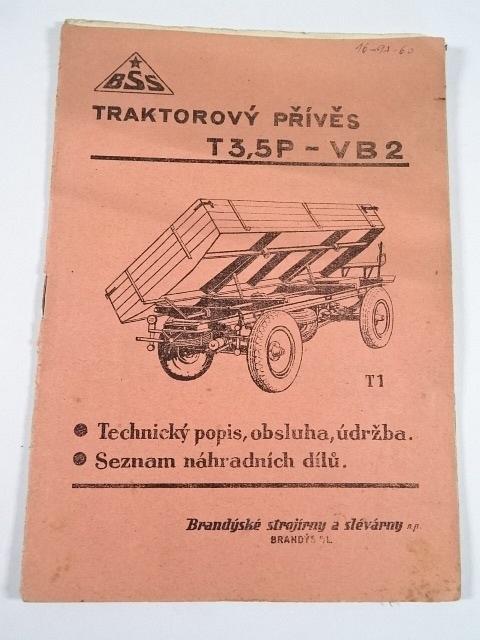 16-91-60
BSS
TRAKTOROVÝ PŘÍVĚS
T3,5P - VB2
T1
Technický popis, obsluha, údržba.
Seznam náhradních dílů.
Brandýské strojírny a slévárny n.p.
BRANDÝS